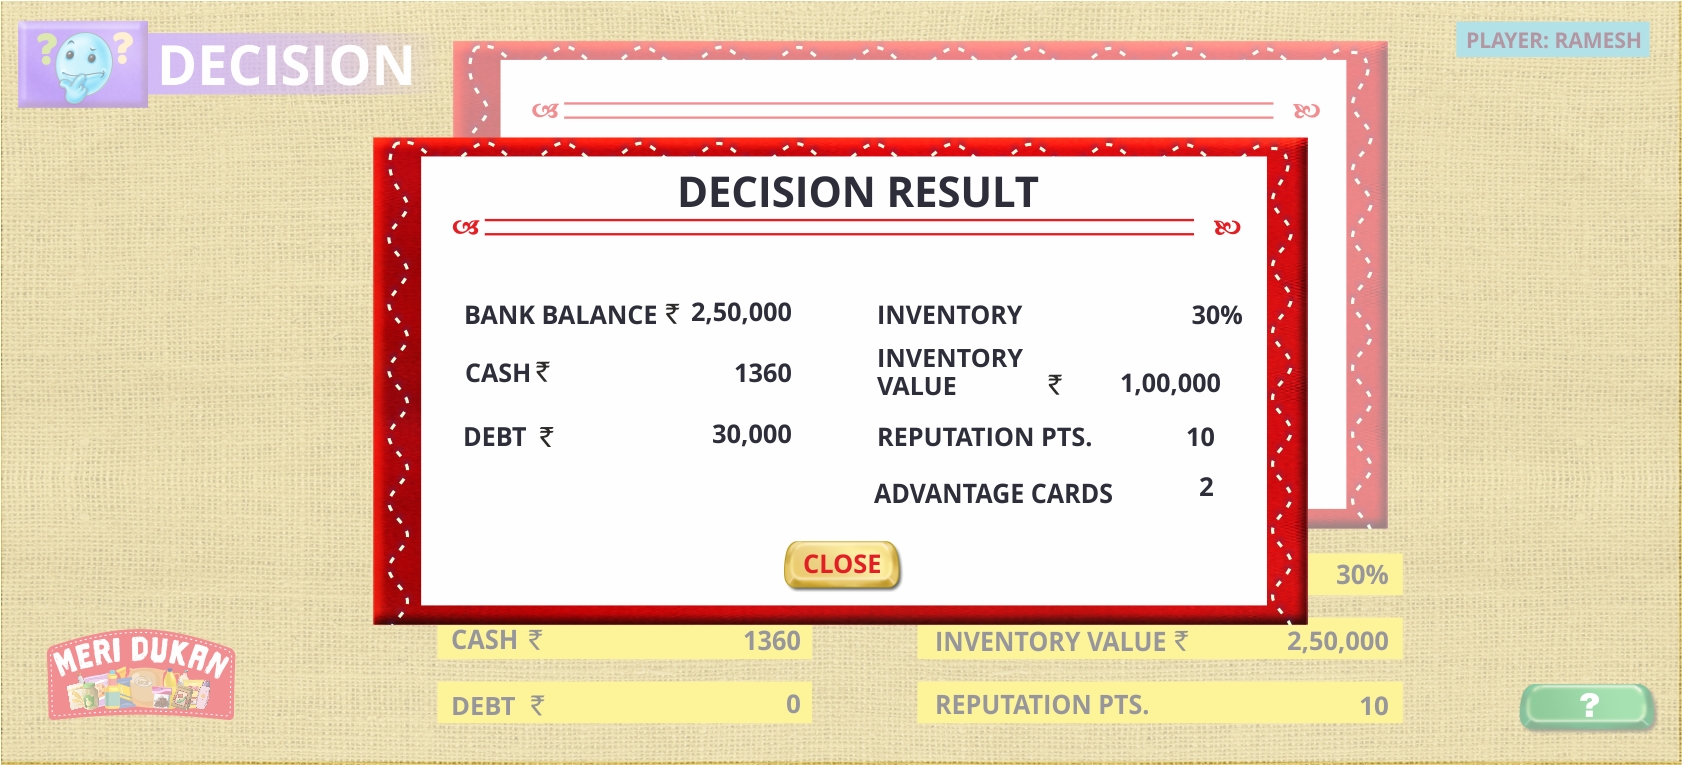 ? ?
DECISION
PLAYER: RAMESH
DECISION RESULT
BANK BALANCE ₹ 2,50,000
CASH ₹ 1360
DEBT ₹ 30,000
INVENTORY 30%
INVENTORY
VALUE ₹ 1,00,000
REPUTATION PTS. 10
ADVANTAGE CARDS 2
CLOSE
30%
CASH ₹ 1360
INVENTORY VALUE ₹ 2,50,000
DEBT ₹ 0
REPUTATION PTS. 10
MERI DUKAN
?